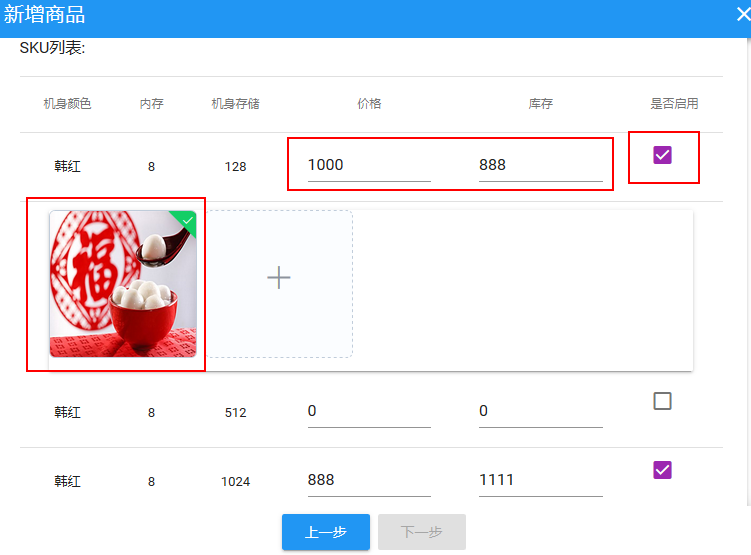 新增商品
SKU列表:
机身颜色 内存 机身存储 价格 库存 是否启用
韩红 8 128 1000 888
福
韩红 8 512 0 0
韩红 8 1024 888 1111
上一步 下一步